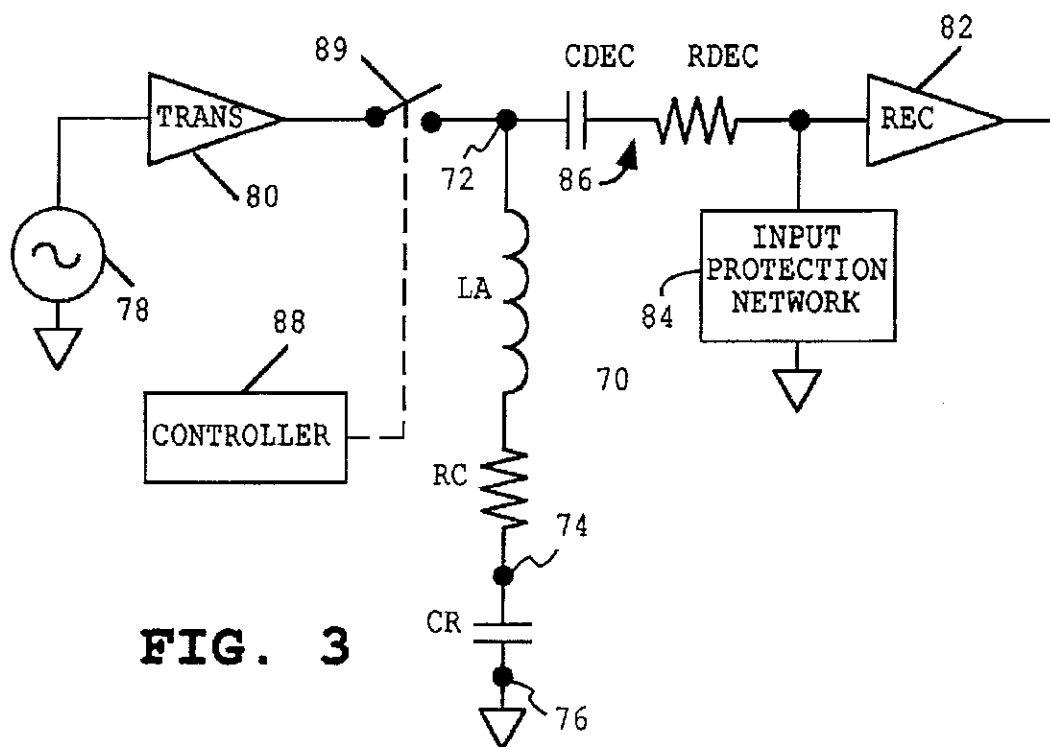 89
CDEC
RDEC
82
TRANS
REC
80
72
86
78
LA
INPUT
PROTECTION
NETWORK
84
88
70
CONTROLLER
RC
74
CR
FIG. 3
76